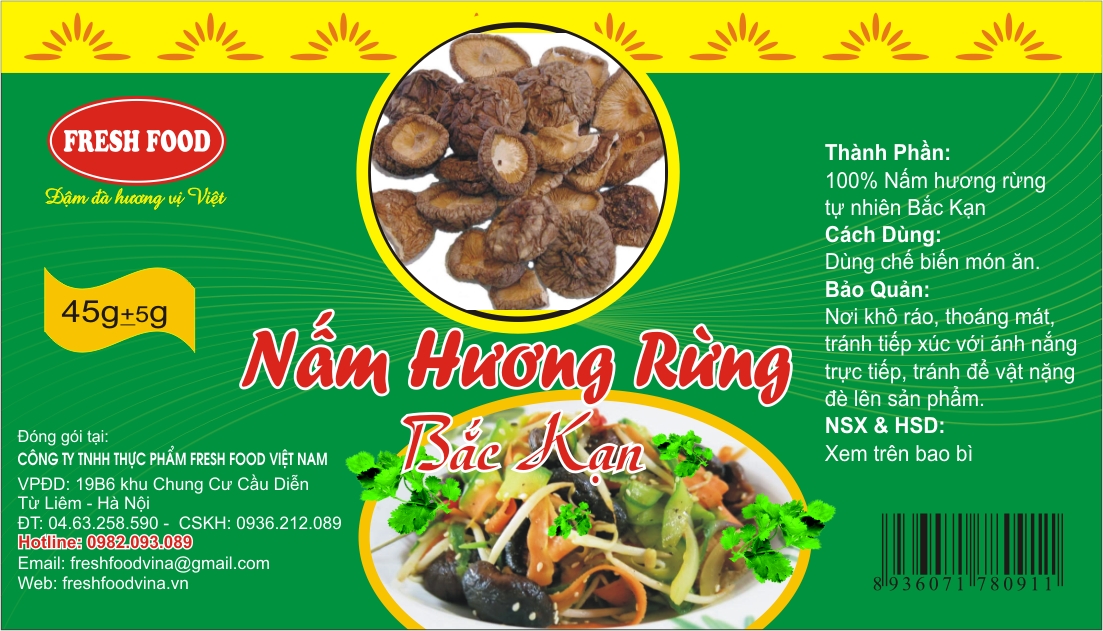 FRESH FOOD
Đậm đà hương vị Việt
45g±5g
Nấm Hương Rừng
Bắc Kạn
Đóng gói tại:
CÔNG TY TNHH THỰC PHẨM FRESH FOOD VIỆT NAM
VPĐD: 19B6 khu Chung Cư Cầu Diễn
Từ Liêm - Hà Nội
ĐT: 04.63.258.590 - CSKH: 0936.212.089
Hotline: 0982.093.089
Email: freshfoodvina@gmail.com
Web: freshfoodvina.vn
Thành Phần:
100% Nấm hương rừng
tự nhiên Bắc Kạn
Cách Dùng:
Dùng chế biến món ăn.
Bảo Quản:
Nơi khô ráo, thoáng mát,
tránh tiếp xúc với ánh nắng
trực tiếp, tránh để vật nặng
đè lên sản phẩm.
NSX & HSD:
Xem trên bao bì
8 936071 780911